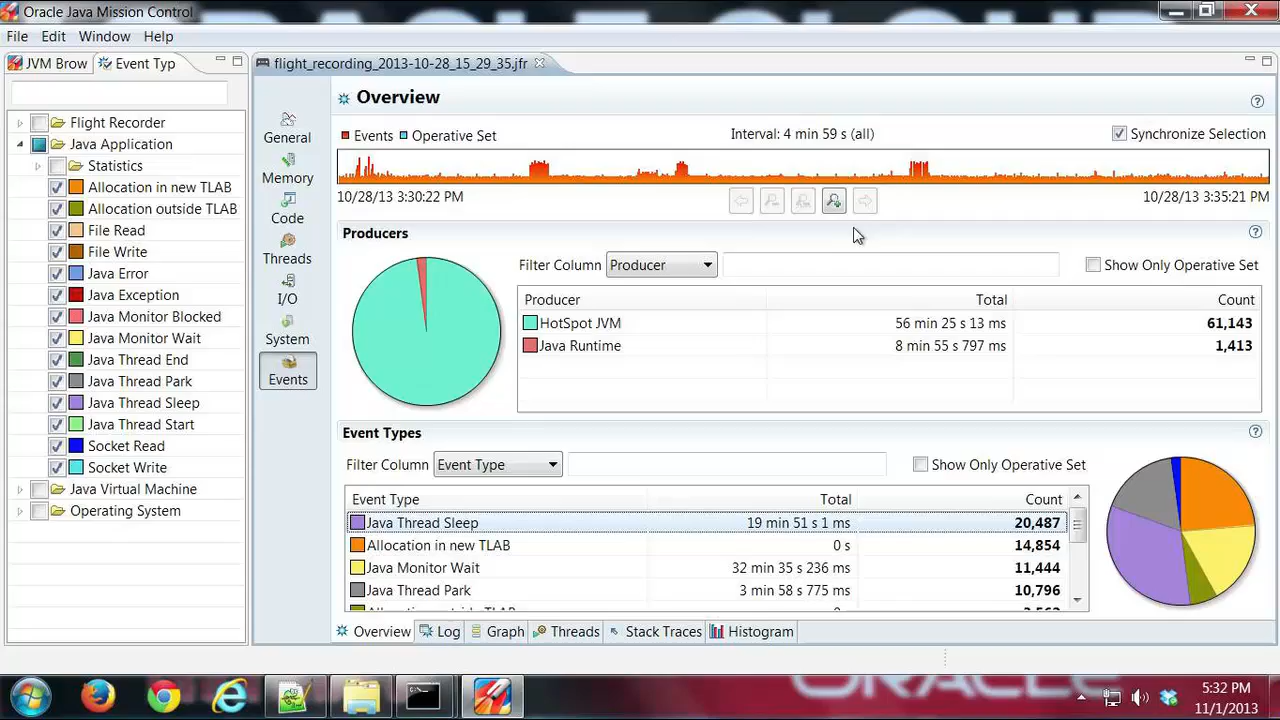 Oracle Java Mission Control
File Edit Window Help
JVM Brow Event Typ
flight_recording_2013-10-28_15_29_35.jfr
Flight Recorder
Java Application
Statistics
Allocation in new TLAB
Allocation outside TLAB
File Read
File Write
Java Error
Java Exception
Java Monitor Blocked
Java Monitor Wait
Java Thread End
Java Thread Park
Java Thread Sleep
Java Thread Start
Socket Read
Socket Write
Java Virtual Machine
Operating System
General
Memory
Code
Threads
I/O
System
Events
Overview
Events Operative Set Interval: 4 min 59 s (all) Synchronize Selection
10/28/13 3:30:22 PM 10/28/13 3:35:21 PM
Producers
Filter Column Producer Show Only Operative Set
Producer Total Count
HotSpot JVM 56 min 25 s 13 ms 61,143
Java Runtime 8 min 55 s 797 ms 1,413
Event Types
Filter Column Event Type Show Only Operative Set
Event Type Total Count
Java Thread Sleep 19 min 51 s 1 ms 20,487
Allocation in new TLAB 0 s 14,854
Java Monitor Wait 32 min 35 s 236 ms 11,444
Java Thread Park 3 min 58 s 775 ms 10,796
Overview Log Graph Threads Stack Traces Histogram
ORACLE
5:32 PM
11/1/2013